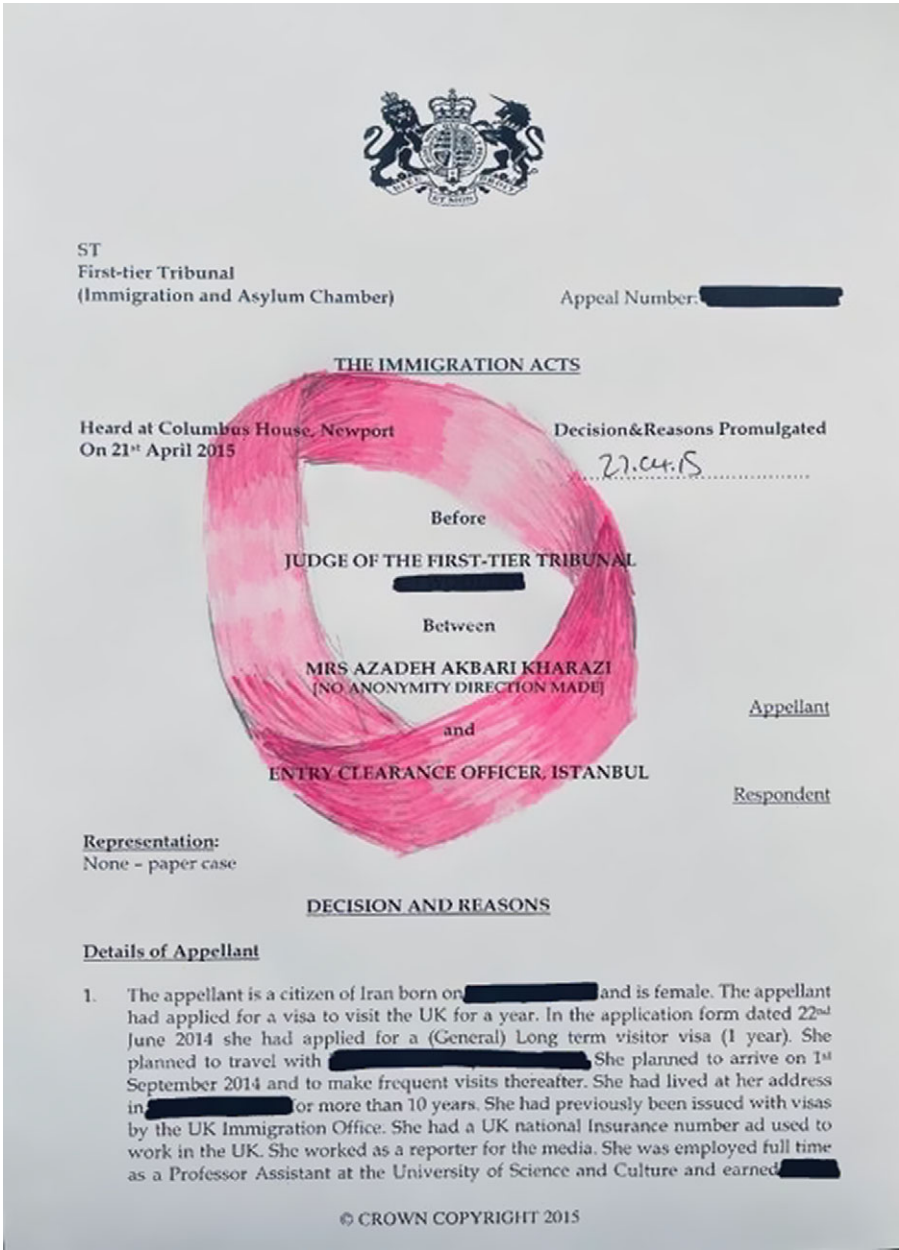 DIEU ET MON DROIT
ST
First-tier Tribunal
(Immigration and Asylum Chamber)
Appeal Number:
THE IMMIGRATION ACTS
Heard at Columbus House, Newport
On 21st April 2015
Decision&Reasons Promulgated
27.04.15
Before
JUDGE OF THE FIRST-TIER TRIBUNAL
Between
MRS AZADEH AKBARI KHARAZI
[NO ANONYMITY DIRECTION MADE]
Appellant
and
ENTRY CLEARANCE OFFICER, ISTANBUL
Respondent
Representation:
None – paper case
DECISION AND REASONS
Details of Appellant
1. The appellant is a citizen of Iran born on and is female. The appellant
had applied for a visa to visit the UK for a year. In the application form dated 22nd
June 2014 she had applied for a (General) Long term visitor visa (1 year). She
planned to travel with She planned to arrive on 1st
September 2014 and to make frequent visits thereafter. She had lived at her address
in for more than 10 years. She had previously been issued with visas
by the UK Immigration Office. She had a UK national Insurance number ad used to
work in the UK. She worked as a reporter for the media. She was employed full time
as a Professor Assistant at the University of Science and Culture and earned
© CROWN COPYRIGHT 2015